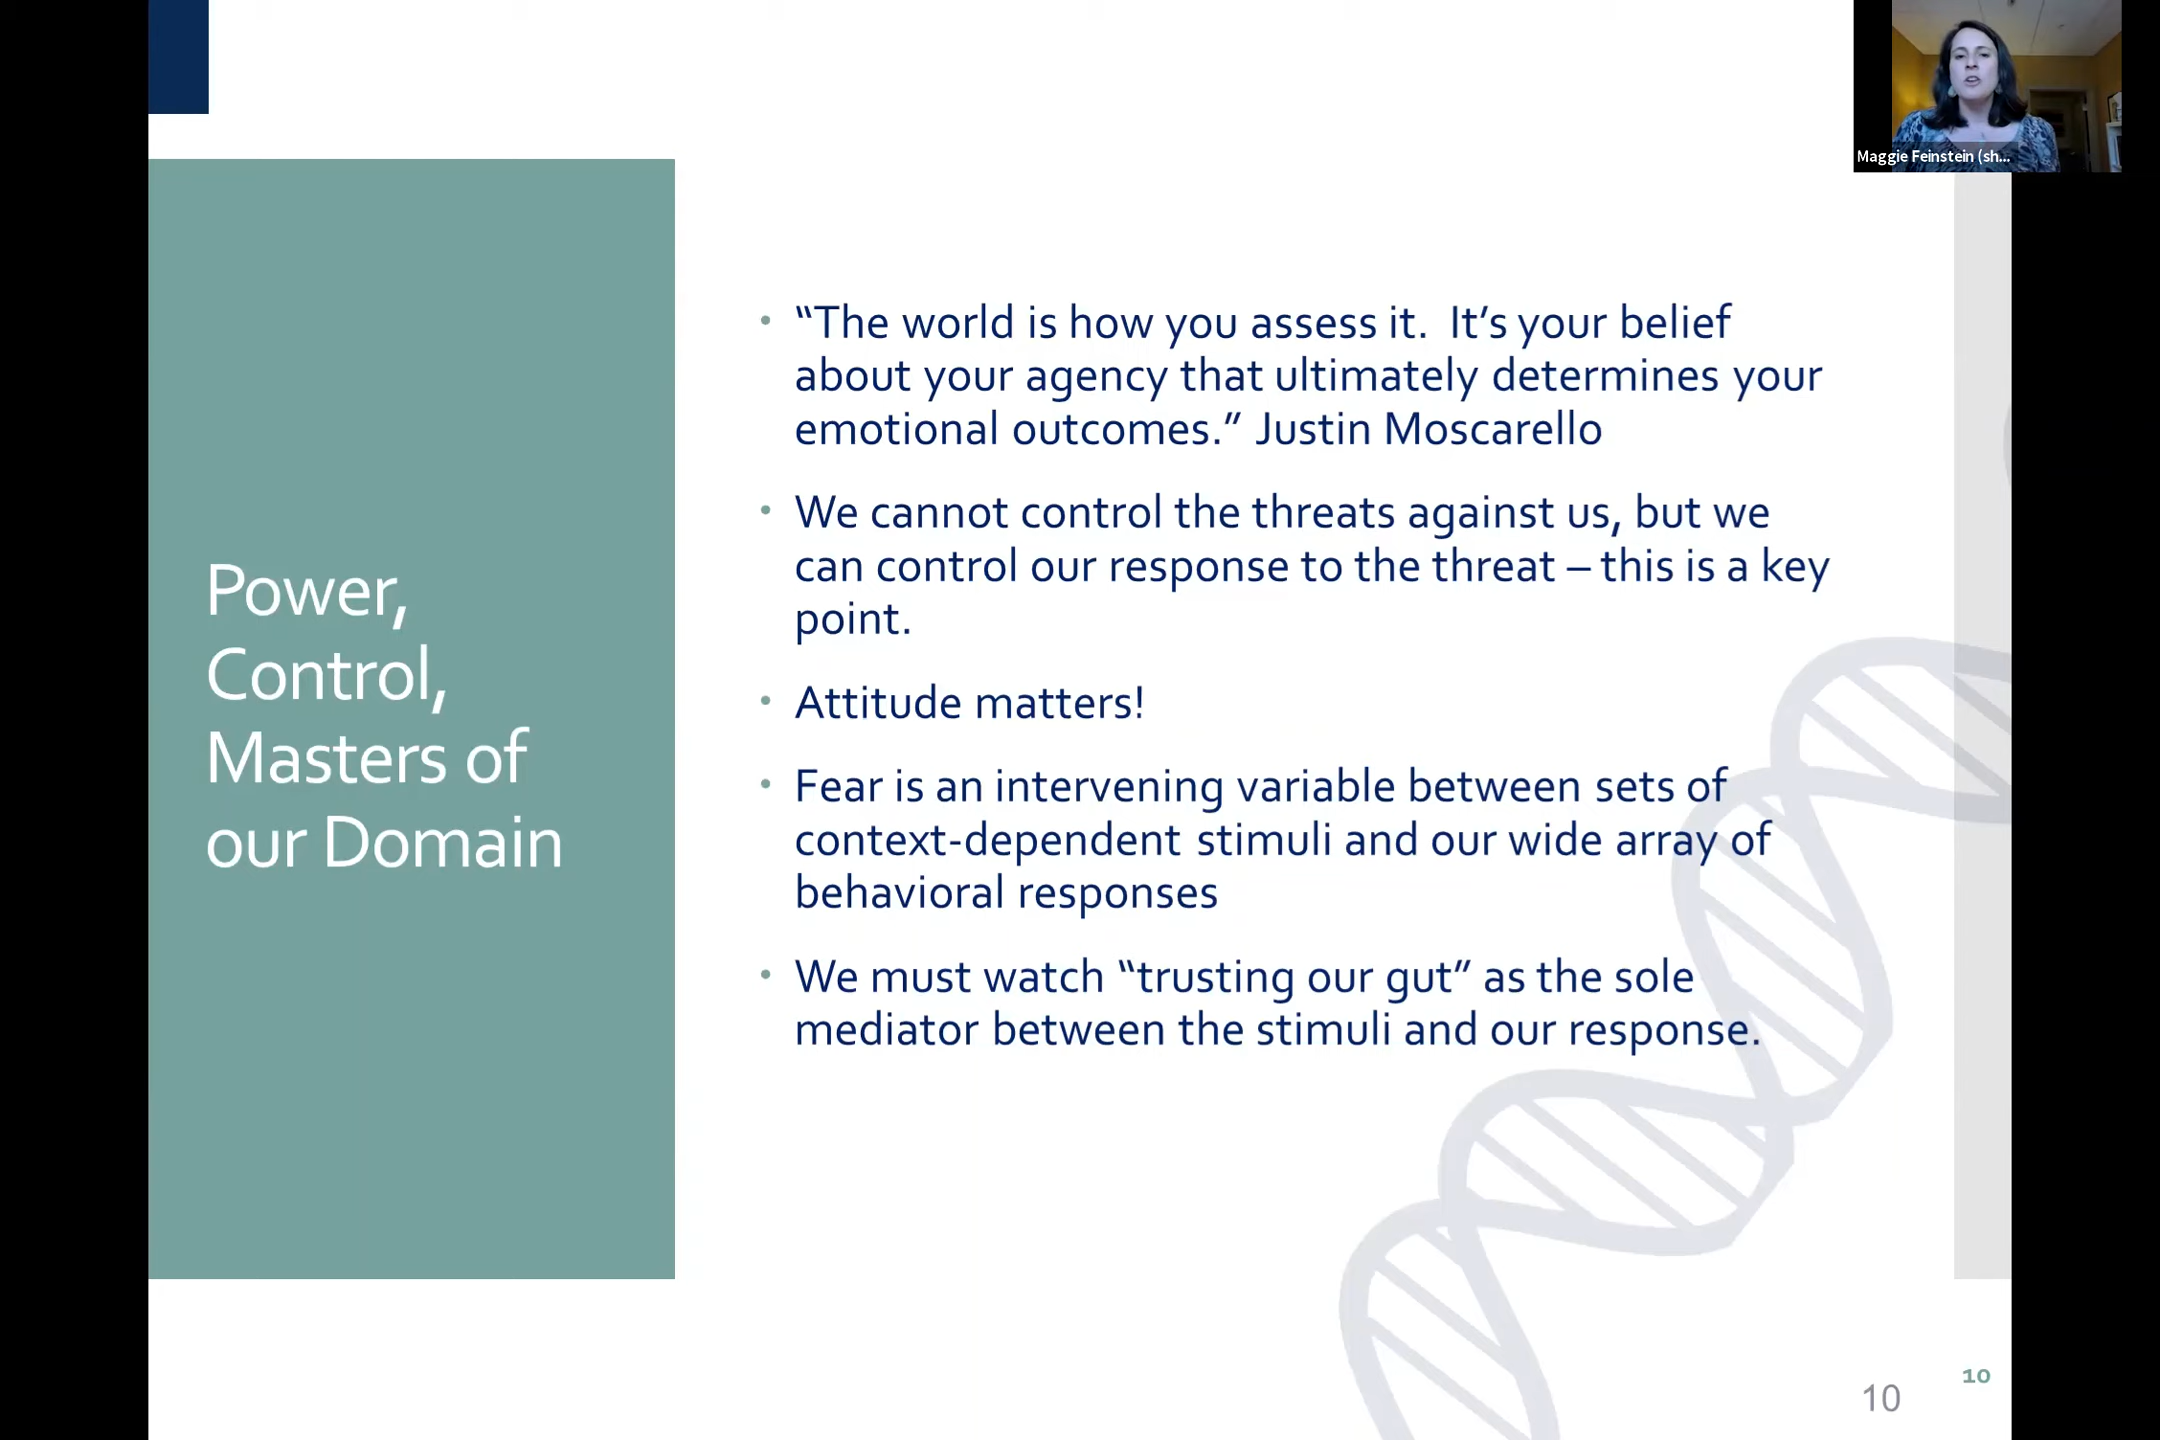 Maggie Feinstein (sh...
Power,
Control,
Masters of
our Domain
• “The world is how you assess it.  It’s your belief
about your agency that ultimately determines your
emotional outcomes.” Justin Moscarello
• We cannot control the threats against us, but we
can control our response to the threat – this is a key
point.
• Attitude matters!
• Fear is an intervening variable between sets of
context-dependent stimuli and our wide array of
behavioral responses
• We must watch “trusting our gut” as the sole
mediator between the stimuli and our response.
10
10